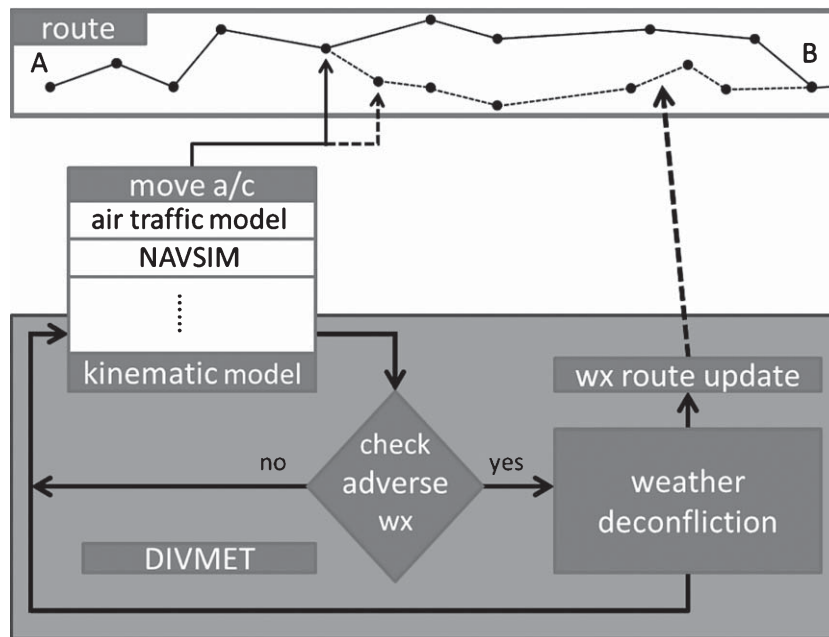 route
A
B
move a/c
air traffic model
NAVSIM
kinematic model
wx route update
check
adverse
wx
no
yes
weather
deconfliction
DIVMET